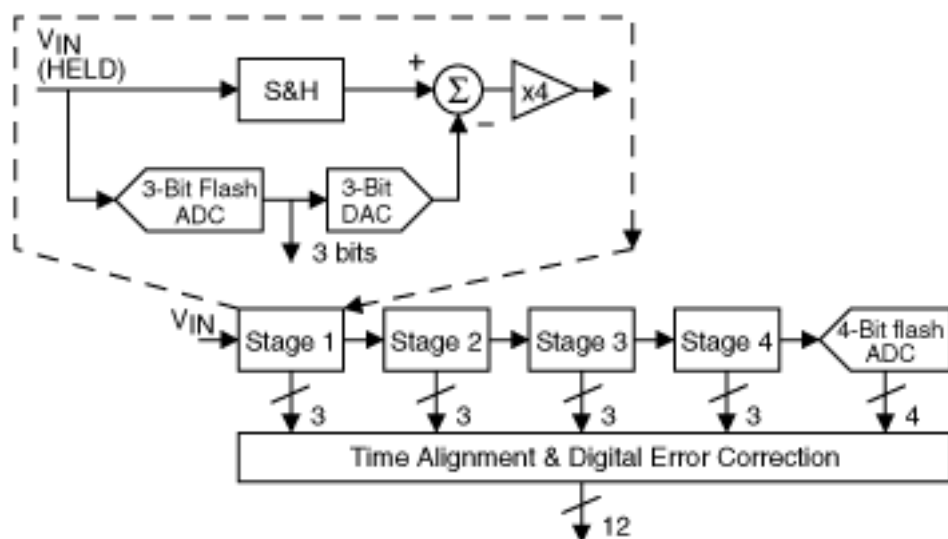 VIN
(HELD)
S&H
+
Σ
−
x4
3-Bit Flash
ADC
3-Bit
DAC
3 bits
VIN
Stage 1
Stage 2
Stage 3
Stage 4
4-Bit flash
ADC
3
3
3
3
4
Time Alignment & Digital Error Correction
12